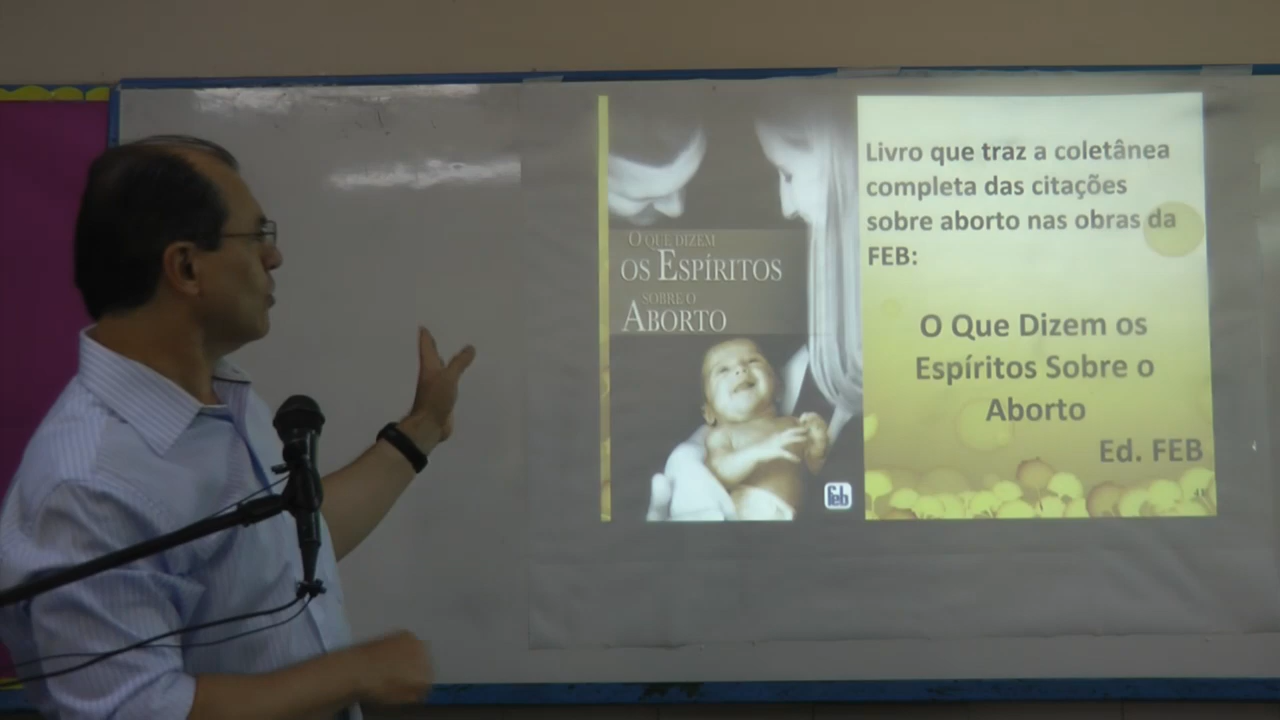 O QUE DIZEM
OS ESPÍRITOS
SOBRE O
ABORTO
feb
Livro que traz a coletânea
completa das citações
sobre aborto nas obras da
FEB:
O Que Dizem os
Espíritos Sobre o
Aborto
Ed. FEB